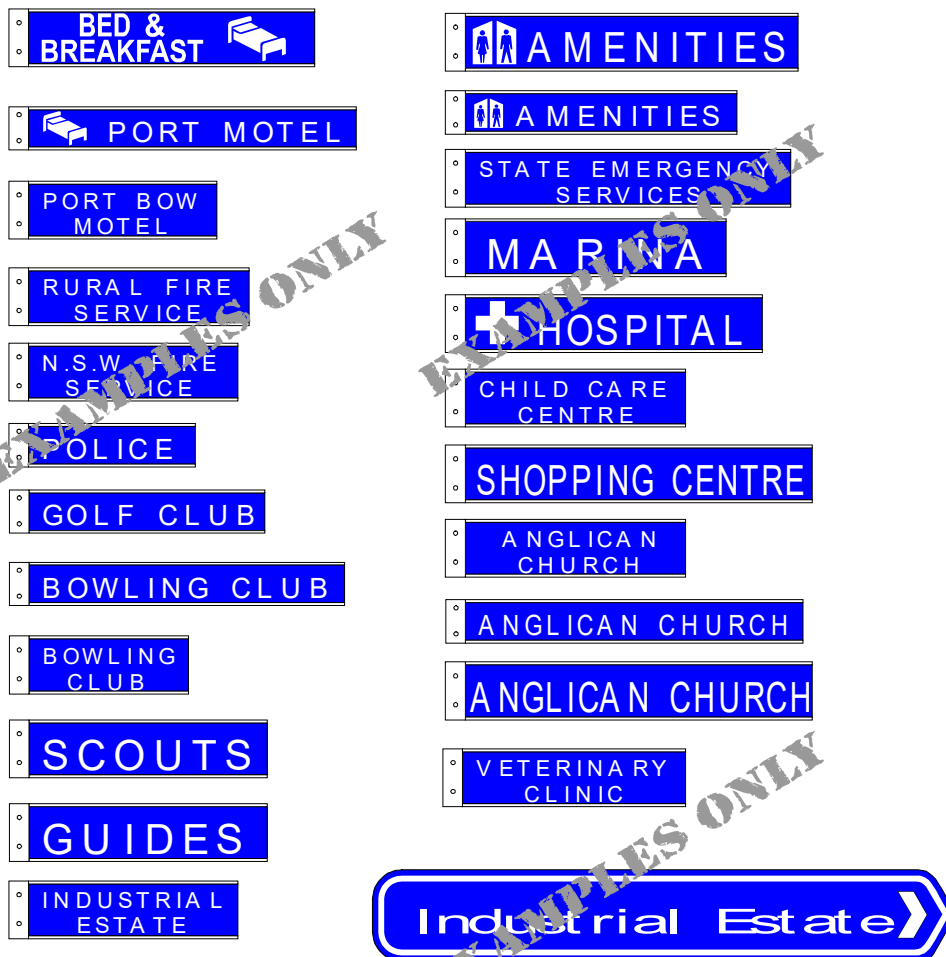 BED &
BREAKFAST
PORT MOTEL
PORT BOW
MOTEL
RURAL FIRE
SERVICE
N.S.W FIRE
SERVICE
POLICE
GOLF CLUB
BOWLING CLUB
BOWLING
CLUB
SCOUTS
GUIDES
INDUSTRIAL
ESTATE
EXAMPLES ONLY
AMENITIES
AMENITIES
STATE EMERGENCY
SERVICES
MARINA
HOSPITAL
CHILD CARE
CENTRE
SHOPPING CENTRE
ANGLICAN
CHURCH
ANGLICAN CHURCH
ANGLICAN CHURCH
VETERINARY
CLINIC
EXAMPLES ONLY
Industrial Estate
EXAMPLES ONLY